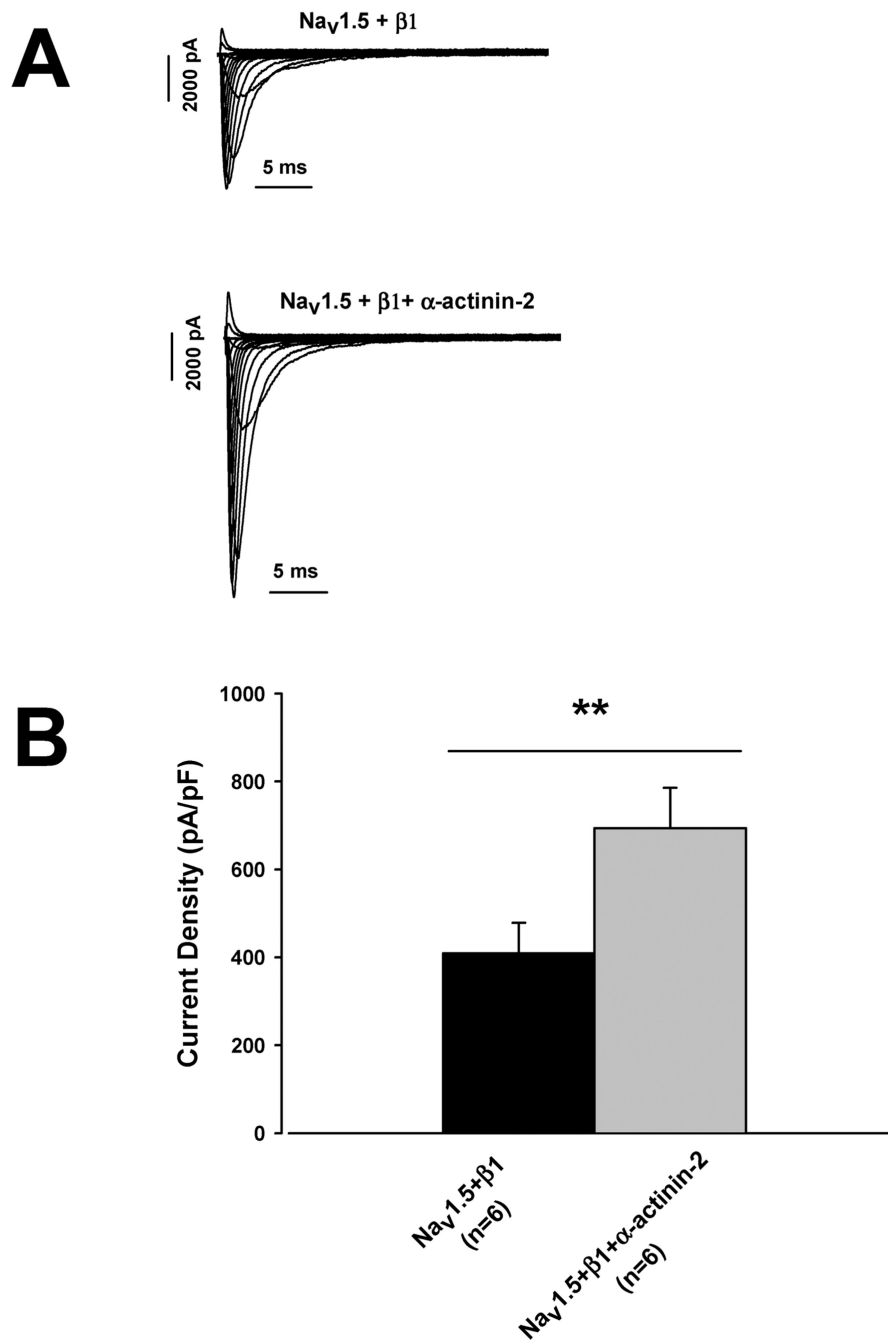 A
Nav1.5 + β1
2000 pA
5 ms
Nav1.5 + β1+ α-actinin-2
2000 pA
5 ms
B
Current Density (pA/pF)
1000
800
600
400
200
0
**
Nav1.5+β1
(n=6)
Nav1.5+β1+α-actinin-2
(n=6)